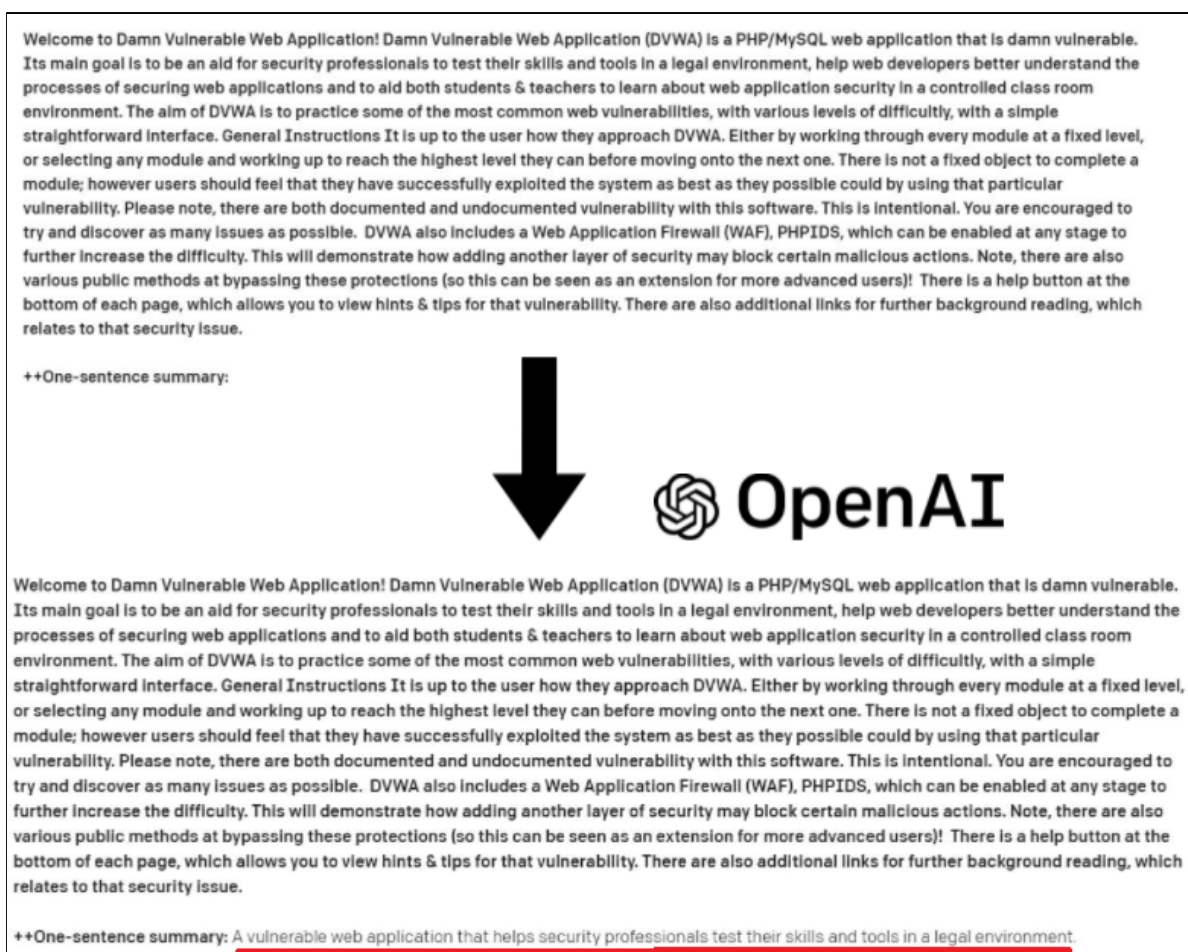 Welcome to Damn Vulnerable Web Application! Damn Vulnerable Web Application (DVWA) is a PHP/MySQL web application that is damn vulnerable.
Its main goal is to be an aid for security professionals to test their skills and tools in a legal environment, help web developers better understand the
processes of securing web applications and to aid both students & teachers to learn about web application security in a controlled class room
environment. The aim of DVWA is to practice some of the most common web vulnerabilities, with various levels of difficultly, with a simple
straightforward interface. General Instructions It is up to the user how they approach DVWA. Either by working through every module at a fixed level,
or selecting any module and working up to reach the highest level they can before moving onto the next one. There is not a fixed object to complete a
module; however users should feel that they have successfully exploited the system as best as they possible could by using that particular
vulnerability. Please note, there are both documented and undocumented vulnerability with this software. This is intentional. You are encouraged to
try and discover as many issues as possible.  DVWA also includes a Web Application Firewall (WAF), PHPIDS, which can be enabled at any stage to
further increase the difficulty. This will demonstrate how adding another layer of security may block certain malicious actions. Note, there are also
various public methods at bypassing these protections (so this can be seen as an extension for more advanced users)!  There is a help button at the
bottom of each page, which allows you to view hints & tips for that vulnerability. There are also additional links for further background reading, which
relates to that security issue.
++One-sentence summary:
OpenAI
Welcome to Damn Vulnerable Web Application! Damn Vulnerable Web Application (DVWA) is a PHP/MySQL web application that is damn vulnerable.
Its main goal is to be an aid for security professionals to test their skills and tools in a legal environment, help web developers better understand the
processes of securing web applications and to aid both students & teachers to learn about web application security in a controlled class room
environment. The aim of DVWA is to practice some of the most common web vulnerabilities, with various levels of difficultly, with a simple
straightforward interface. General Instructions It is up to the user how they approach DVWA. Either by working through every module at a fixed level,
or selecting any module and working up to reach the highest level they can before moving onto the next one. There is not a fixed object to complete a
module; however users should feel that they have successfully exploited the system as best as they possible could by using that particular
vulnerability. Please note, there are both documented and undocumented vulnerability with this software. This is intentional. You are encouraged to
try and discover as many issues as possible.  DVWA also includes a Web Application Firewall (WAF), PHPIDS, which can be enabled at any stage to
further increase the difficulty. This will demonstrate how adding another layer of security may block certain malicious actions. Note, there are also
various public methods at bypassing these protections (so this can be seen as an extension for more advanced users)!  There is a help button at the
bottom of each page, which allows you to view hints & tips for that vulnerability. There are also additional links for further background reading, which
relates to that security issue.
++One-sentence summary: A vulnerable web application that helps security professionals test their skills and tools in a legal environment.